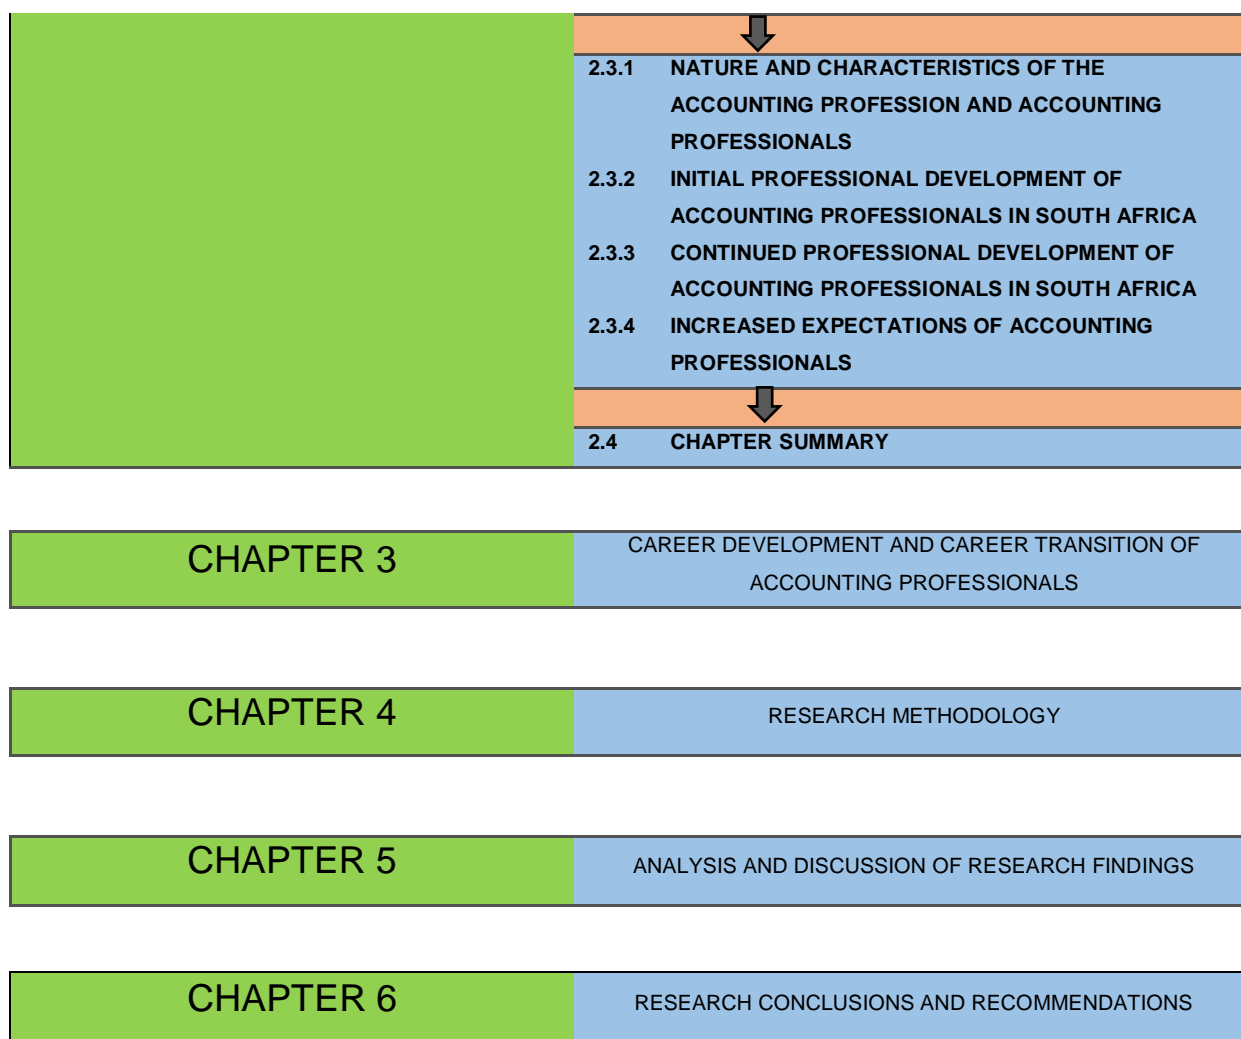 2.3.1 NATURE AND CHARACTERISTICS OF THE
ACCOUNTING PROFESSION AND ACCOUNTING
PROFESSIONALS
2.3.2 INITIAL PROFESSIONAL DEVELOPMENT OF
ACCOUNTING PROFESSIONALS IN SOUTH AFRICA
2.3.3 CONTINUED PROFESSIONAL DEVELOPMENT OF
ACCOUNTING PROFESSIONALS IN SOUTH AFRICA
2.3.4 INCREASED EXPECTATIONS OF ACCOUNTING
PROFESSIONALS
2.4 CHAPTER SUMMARY
CHAPTER 3
CAREER DEVELOPMENT AND CAREER TRANSITION OF
ACCOUNTING PROFESSIONALS
CHAPTER 4
RESEARCH METHODOLOGY
CHAPTER 5
ANALYSIS AND DISCUSSION OF RESEARCH FINDINGS
CHAPTER 6
RESEARCH CONCLUSIONS AND RECOMMENDATIONS